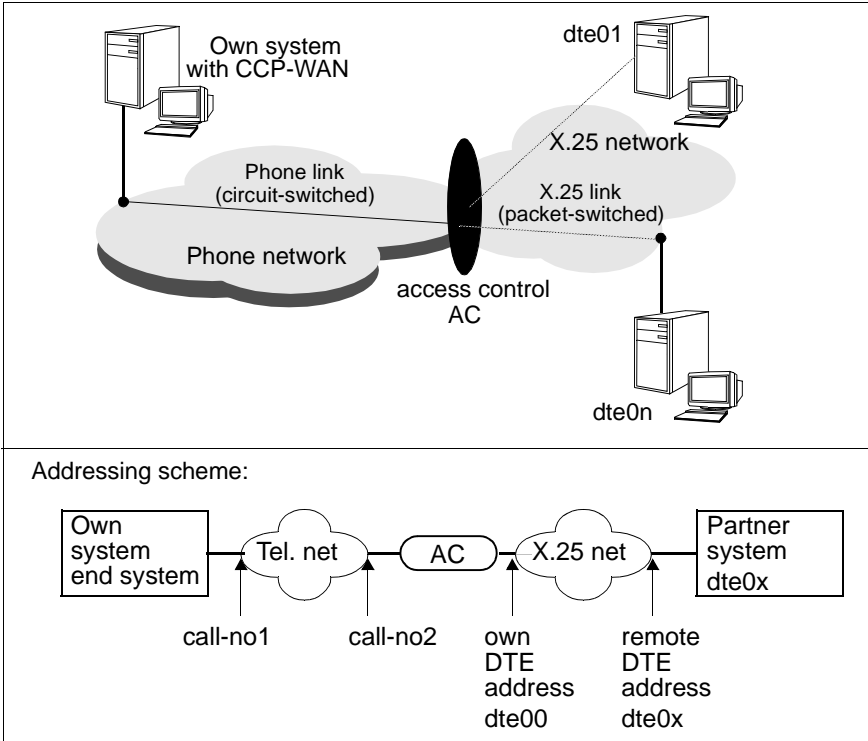 Own system
with CCP-WAN
dte01
X.25 network
Phone link
(circuit-switched)
X.25 link
(packet-switched)
Phone network
access control
AC
dte0n
Addressing scheme:
Own
system
end system
Tel. net
AC
X.25 net
Partner
system
dte0x
call-no1
call-no2
own
DTE
address
dte00
remote
DTE
address
dte0x